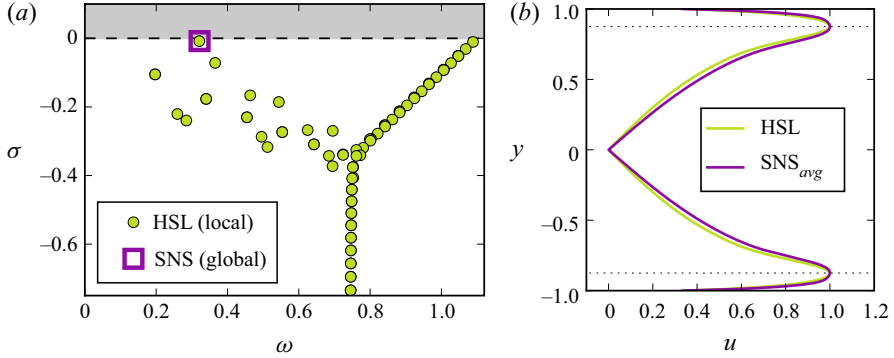 (a)
0
−0.2
σ
−0.4
−0.6
HSL (local)
SNS (global)
0 0.2 0.4 0.6 0.8 1.0
ω
(b)
1.0
0.5
y 0
−0.5
−1.0
HSL
SNSavg
0 0.2 0.4 0.6 0.8 1.0 1.2
u